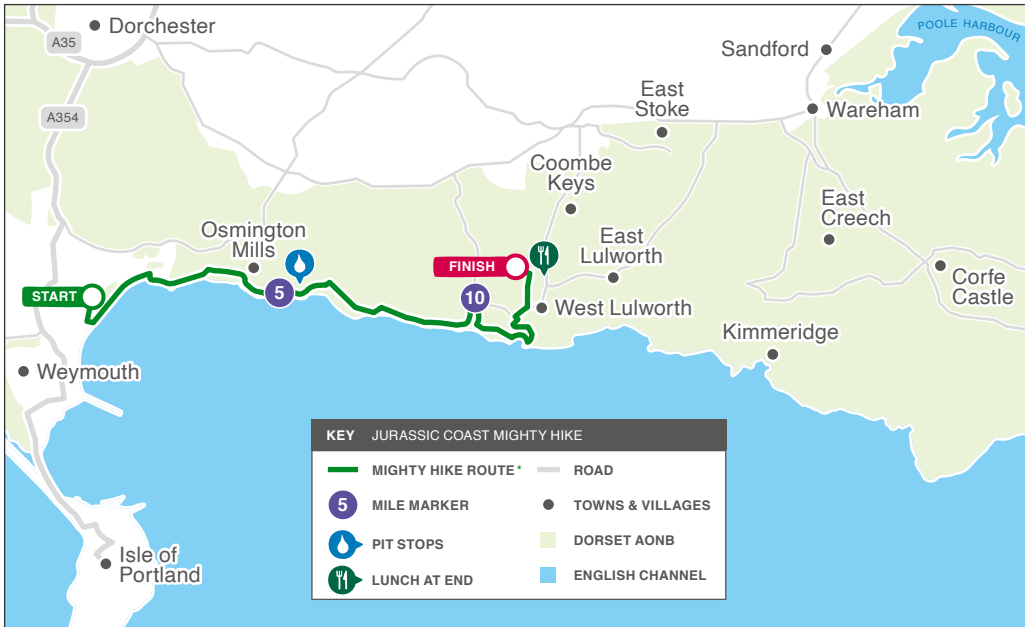 Dorchester
A35
A354
POOLE HARBOUR
Sandford
Wareham
East
Stoke
Coombe
Keys
East
Creech
Osmington
Mills
East
Lulworth
Corfe
Castle
START
5
FINISH
10
West Lulworth
Kimmeridge
Weymouth
Isle of
Portland
KEY JURASSIC COAST MIGHTY HIKE
MIGHTY HIKE ROUTE*
ROAD
5 MILE MARKER
TOWNS & VILLAGES
PIT STOPS
DORSET AONB
LUNCH AT END
ENGLISH CHANNEL